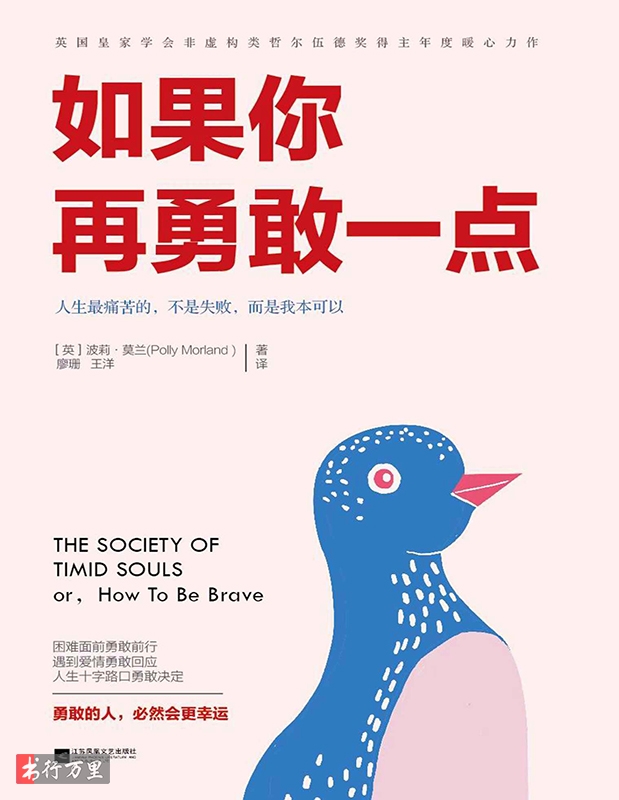 英国皇家学会非虚构类哲尔伍德奖得主年度暖心力作
如果你
再勇敢一点
人生最痛苦的，不是失败，而是我本可以
[英]波莉·莫兰(Polly Morland) 著
廖珊 王洋 译
THE SOCIETY OF
TIMID SOULS
or, How To Be Brave
困难面前勇敢前行
遇到爱情勇敢回应
人生十字路口勇敢决定
勇敢的人，必然会更幸运
江苏凤凰文艺出版社
书行万里